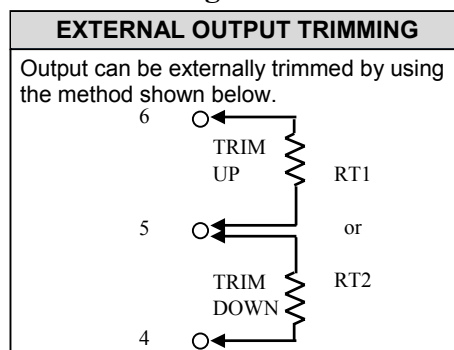 EXTERNAL OUTPUT TRIMMING
Output can be externally trimmed by using
the method shown below.
6
TRIM
UP
RT1
5
or
TRIM
DOWN
RT2
4